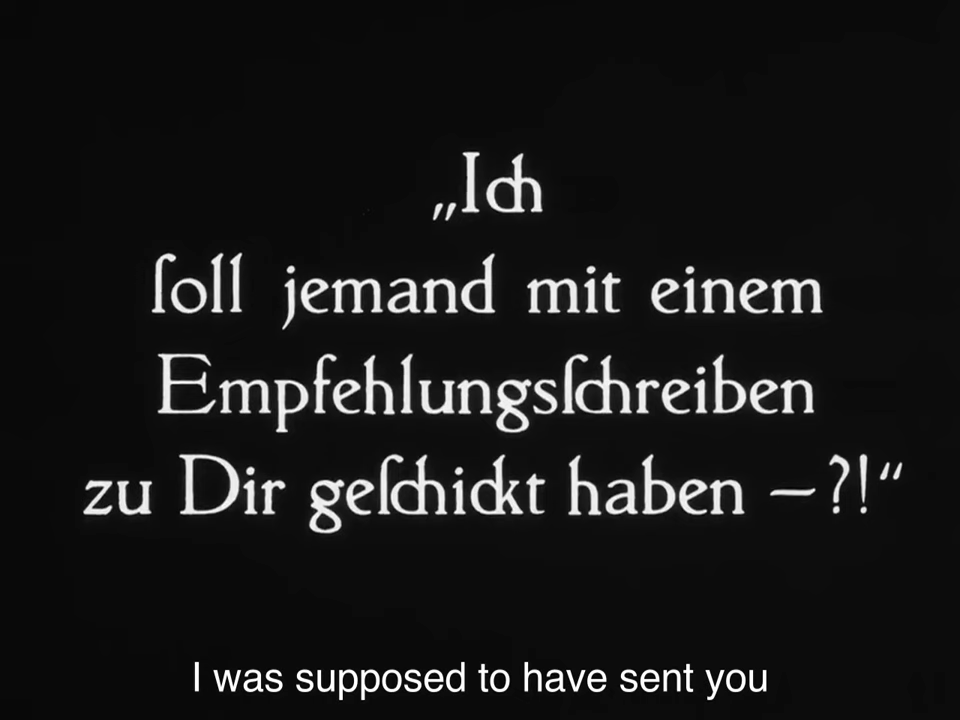 „Ich
ſoll jemand mit einem
Empfehlungsſchreiben
zu Dir geſchickt haben –?!“
I was supposed to have sent you